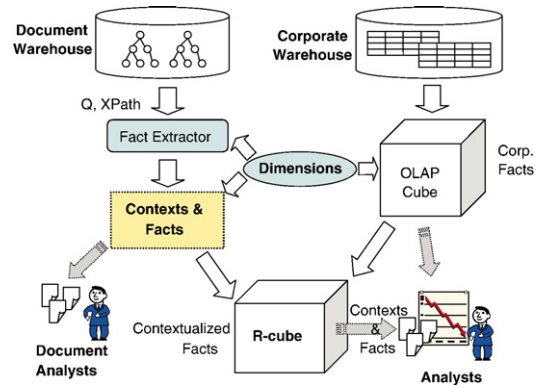 Document
Warehouse
Corporate
Warehouse
Q, XPath
Fact Extractor
Dimensions
OLAP
Cube
Corp.
Facts
Contexts &
Facts
Contextualized
Facts
R-cube
Contexts
&
Facts
Document
Analysts
Analysts